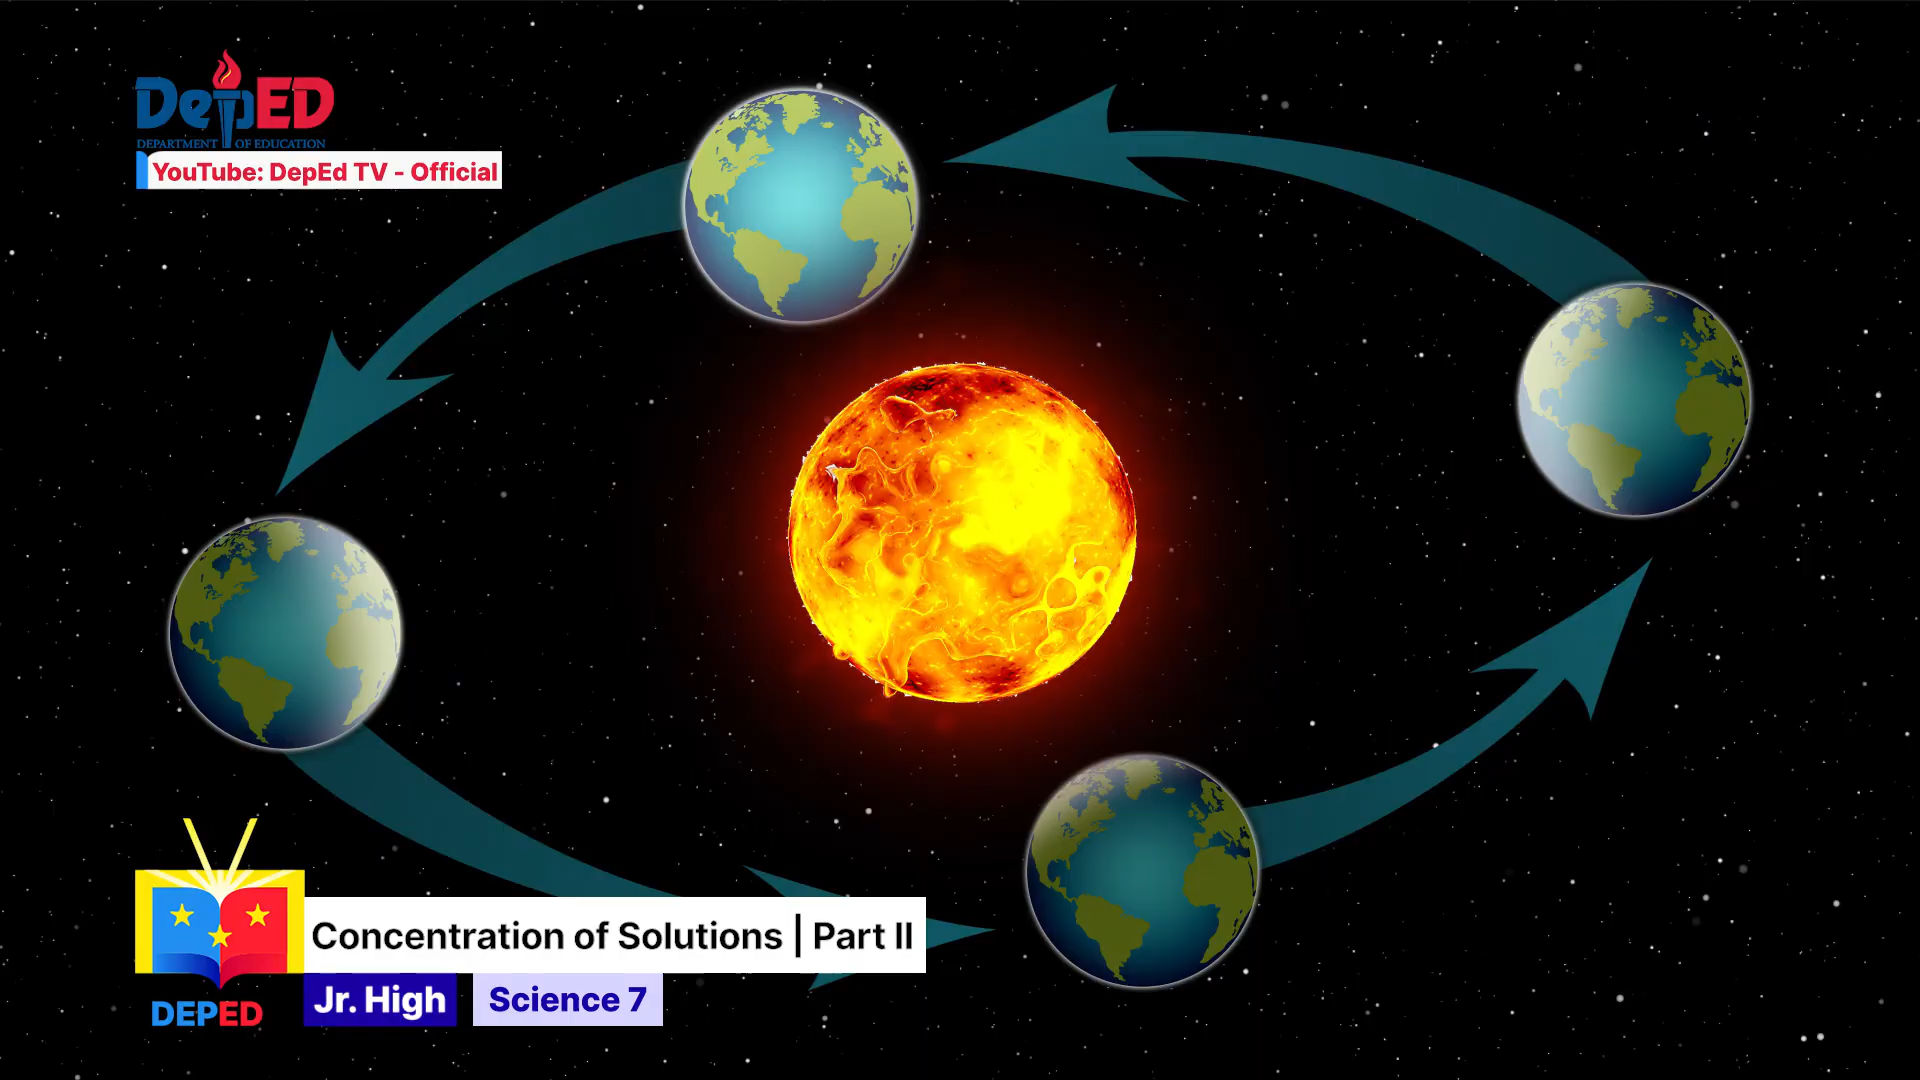 DepED
DEPARTMENT OF EDUCATION
YouTube: DepEd TV - Official
Concentration of Solutions | Part II
Jr. High
Science 7
DEPED